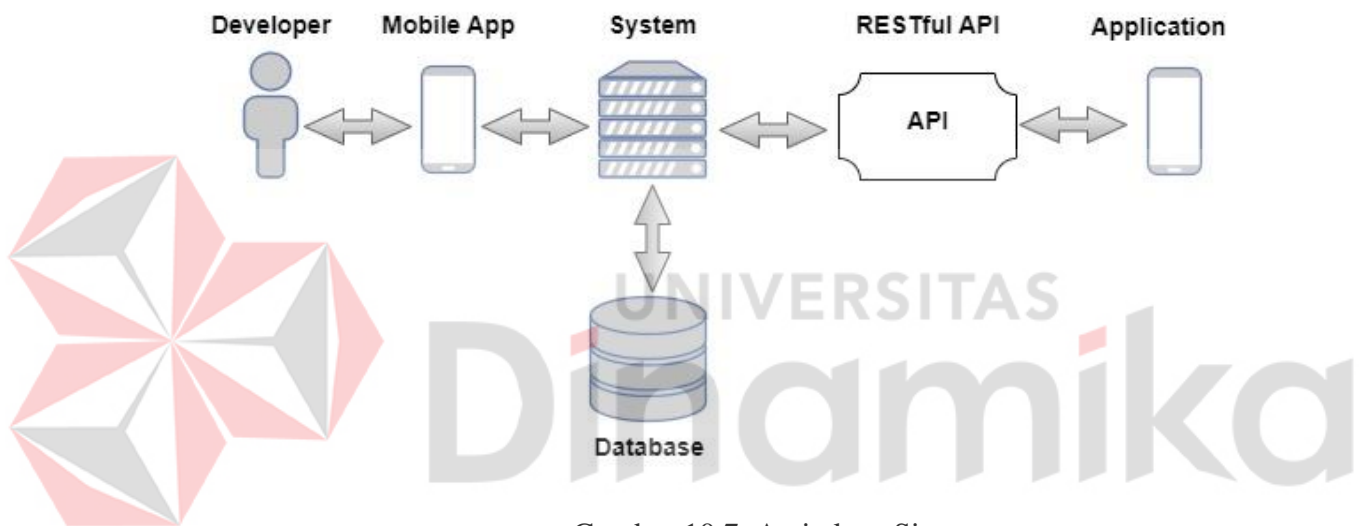 Developer Mobile App System RESTful API Application
API
UNIVERSITAS
Dinamika
Database